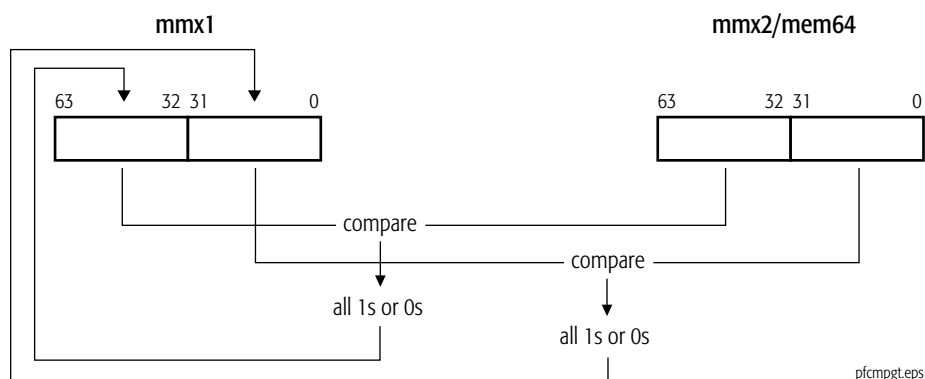 mmx1 mmx2/mem64
63 32 31 0 63 32 31 0
compare
compare
all 1s or 0s
all 1s or 0s
pfcmpgt.eps